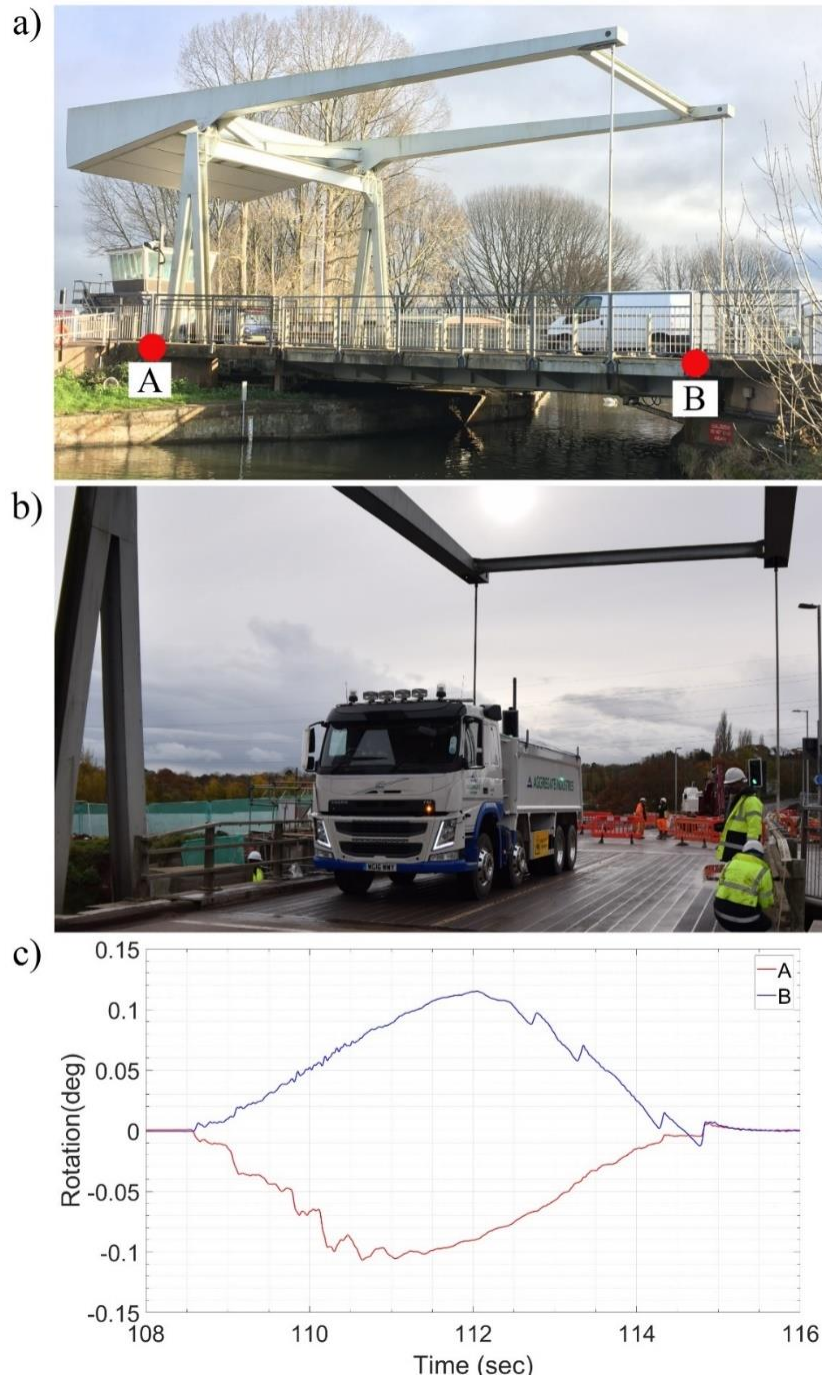 a)
A
B
b)
AGGREGATE INDUSTRIES
c)
0.15
A
B
0.1
0.05
0
-0.05
-0.1
-0.15
Rotation(deg)
108
110
112
114
116
Time (sec)